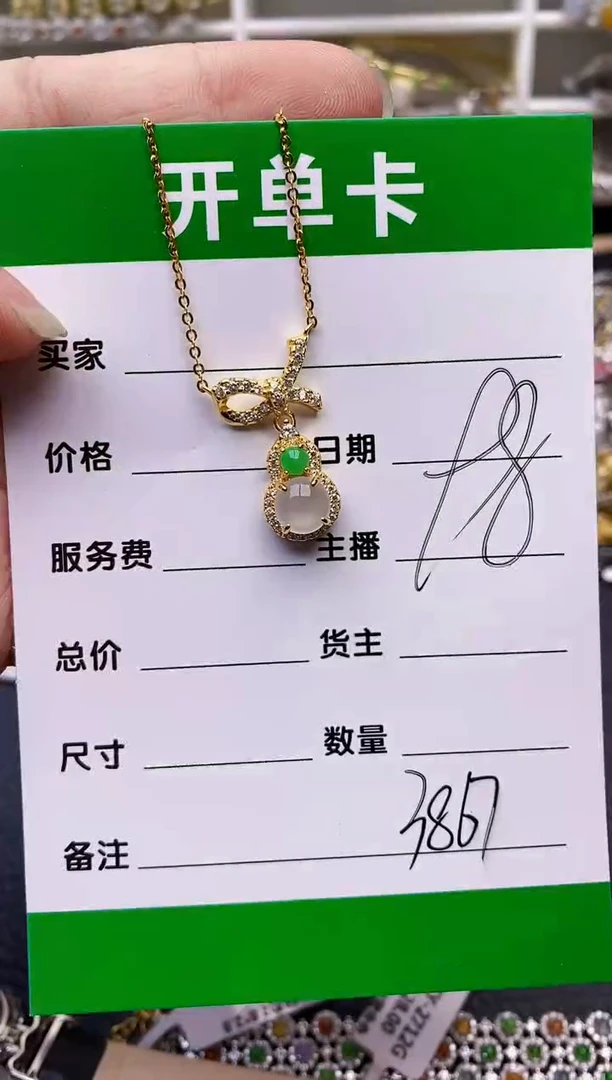 开单卡
买家
价格 日期
服务费 主播
总价 货主
尺寸 数量
3867
备注